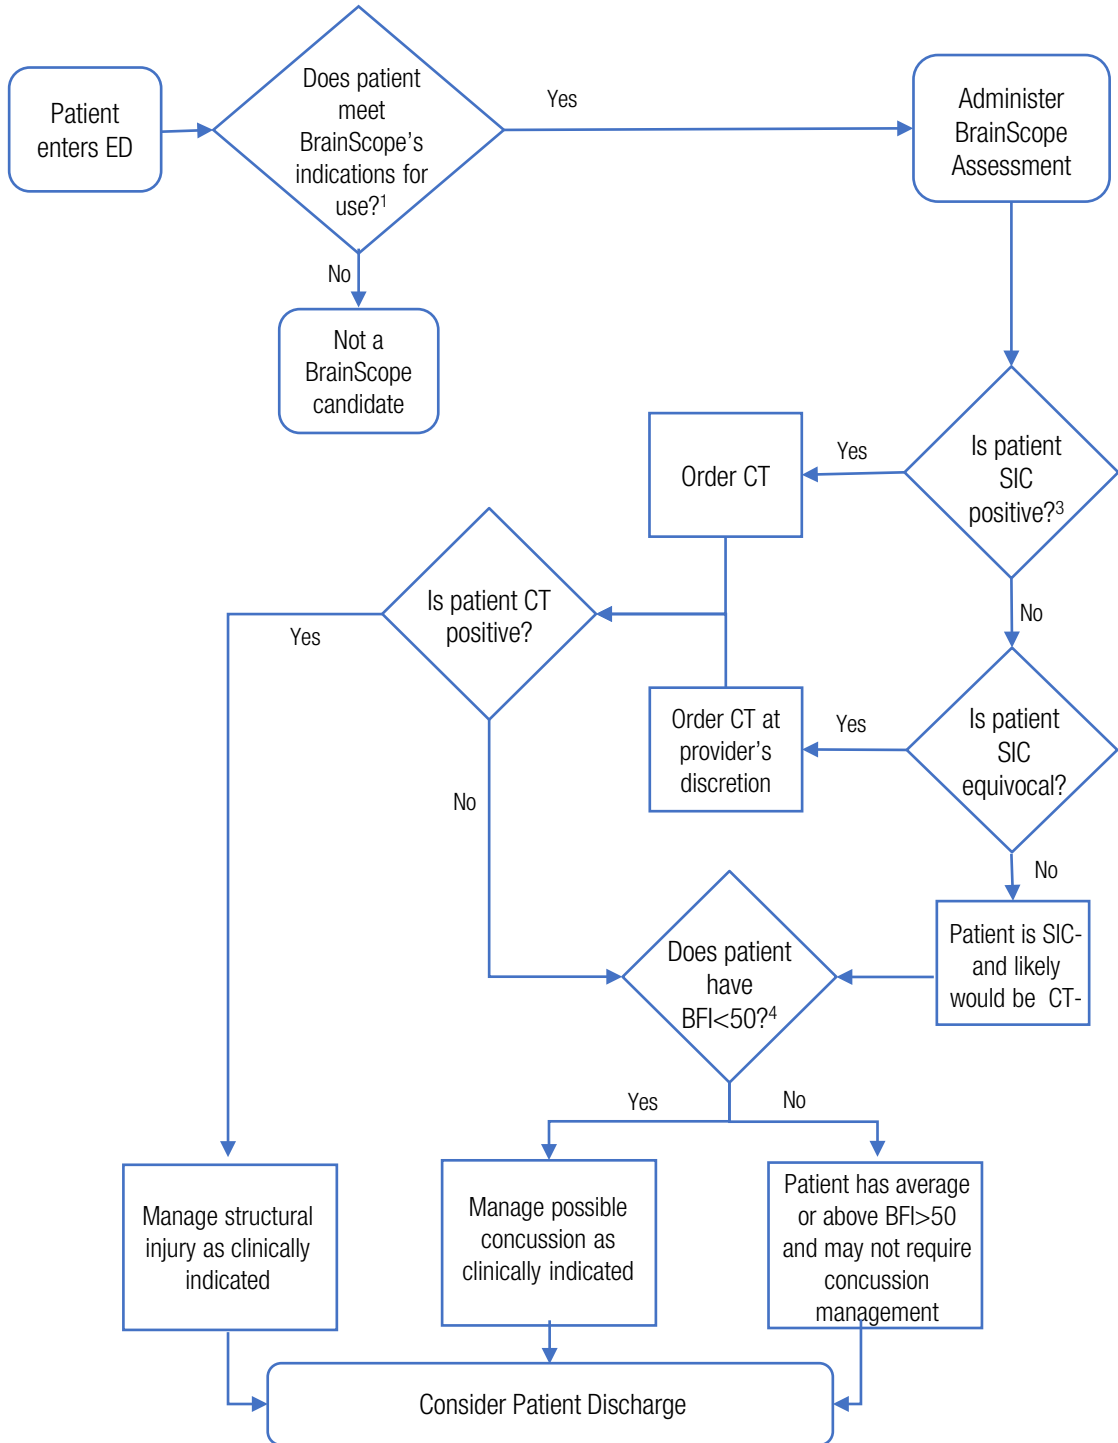 Patient
enters ED
Does patient
meet
BrainScope's
indications for
use?1
Yes
Administer
BrainScope
Assessment
No
Not a
BrainScope
candidate
Order CT
Yes
Is patient
SIC
positive?3
Is patient CT
positive?
Yes
No
Order CT at
provider's
discretion
Yes
Is patient
SIC
equivocal?
No
No
Does patient
have
BFI<50?4
Patient is SIC-
and likely
would be CT-
Yes
No
Manage structural
injury as clinically
indicated
Manage possible
concussion as
clinically indicated
Patient has average
or above BFI>50
and may not require
concussion
management
Consider Patient Discharge